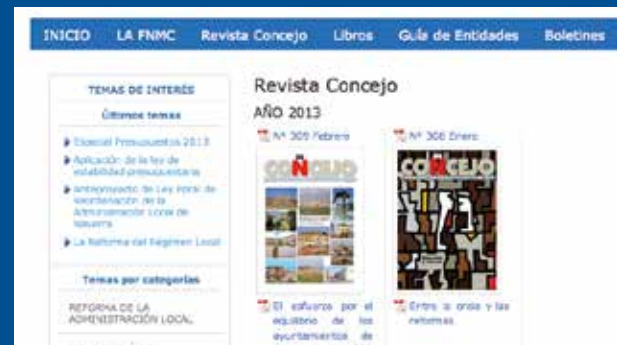 INICIO LA FNMC Revista Concejo Libros Guía de Entidades Boletines
TEMAS DE INTERÉS
Últimos temas
Especial Presupuestos 2013
Aplicación de la ley de
estabilidad presupuestaria
Anteproyecto de Ley Foral de
reordenación de la
Administración Local de
Navarra
La Reforma del Régimen Local
Temas por categorías
REFORMA DE LA
ADMINISTRACIÓN LOCAL
Revista Concejo
AÑO 2013
Nº 309 Febrero
CONCEJO
El esfuerzo por el
equilibrio de los
ayuntamientos de
Nº 308 Enero
CONCEJO
Entre la crisis y las
reformas